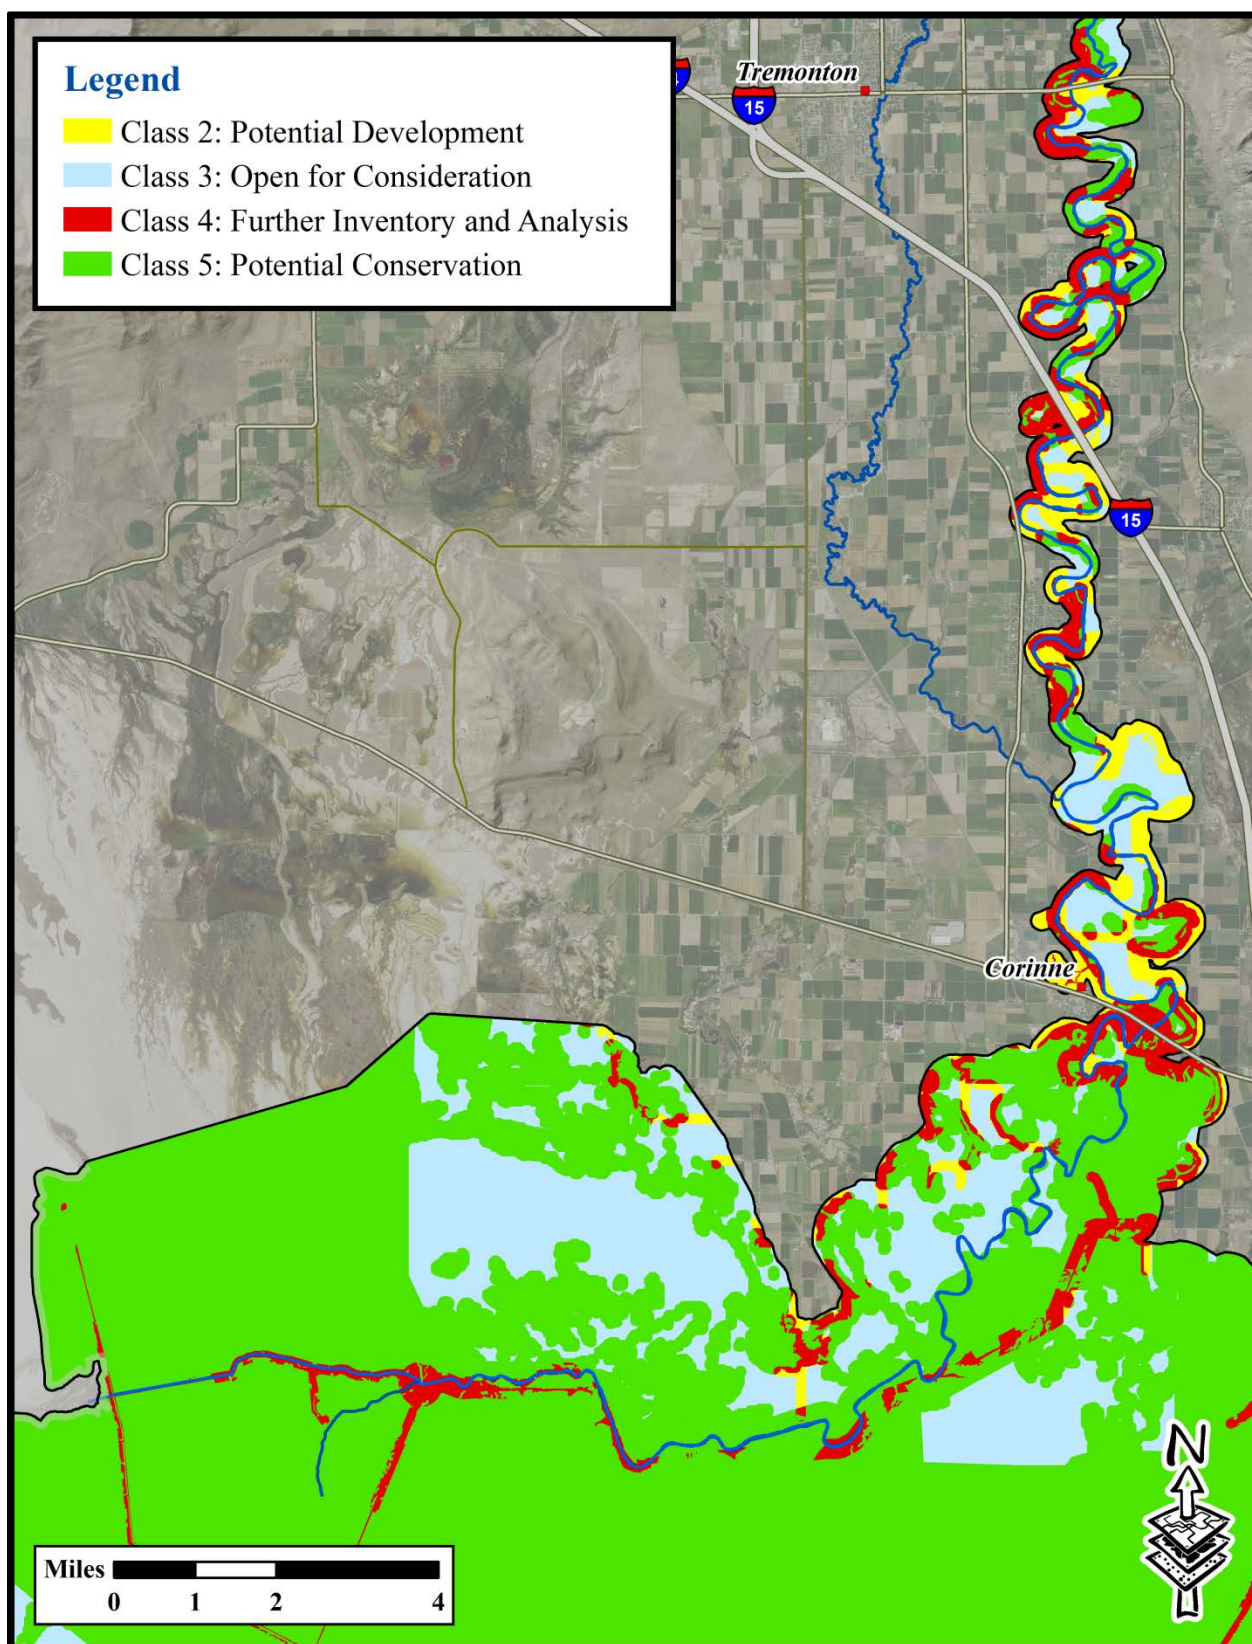 Legend
Class 2: Potential Development
Class 3: Open for Consideration
Class 4: Further Inventory and Analysis
Class 5: Potential Conservation
Tremonton
15
15
Corinne
N
Miles
0 1 2 4